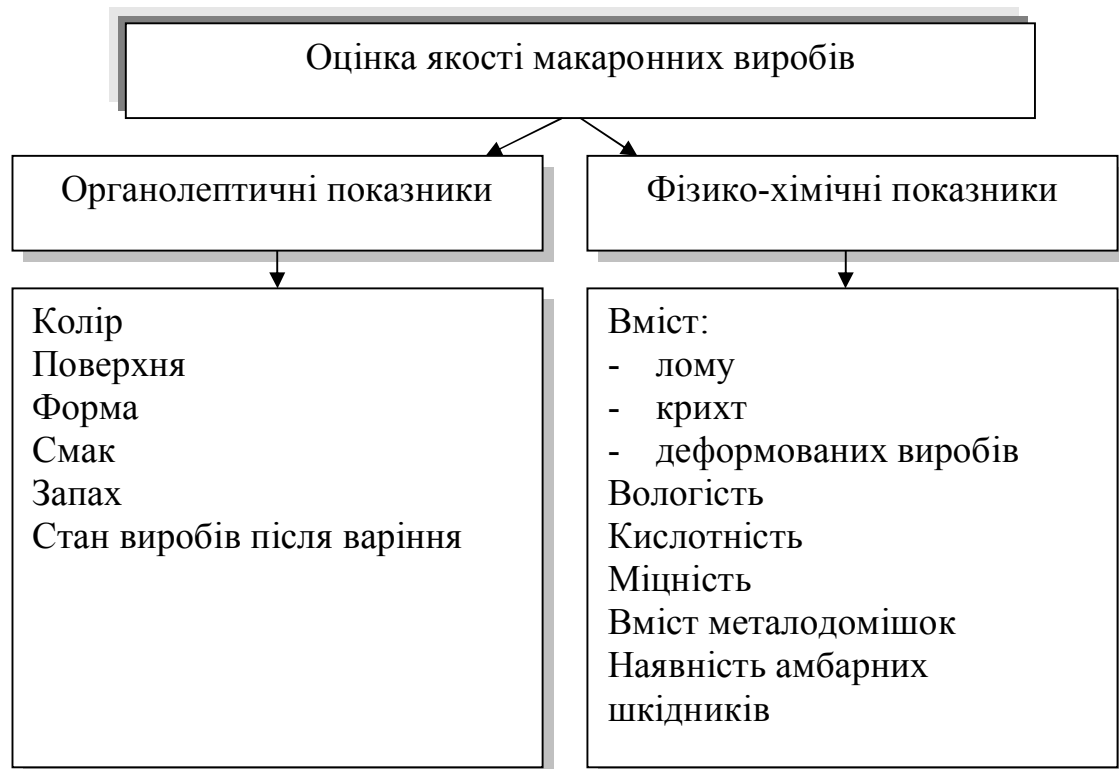 Оцінка якості макаронних виробів
Органолептичні показники
Фізико-хімічні показники
Колір
Поверхня
Форма
Смак
Запах
Стан виробів після варіння
Вміст:
- лому
- крихт
- деформованих виробів
Вологість
Кислотність
Міцність
Вміст металодомішок
Наявність амбарних
шкідників